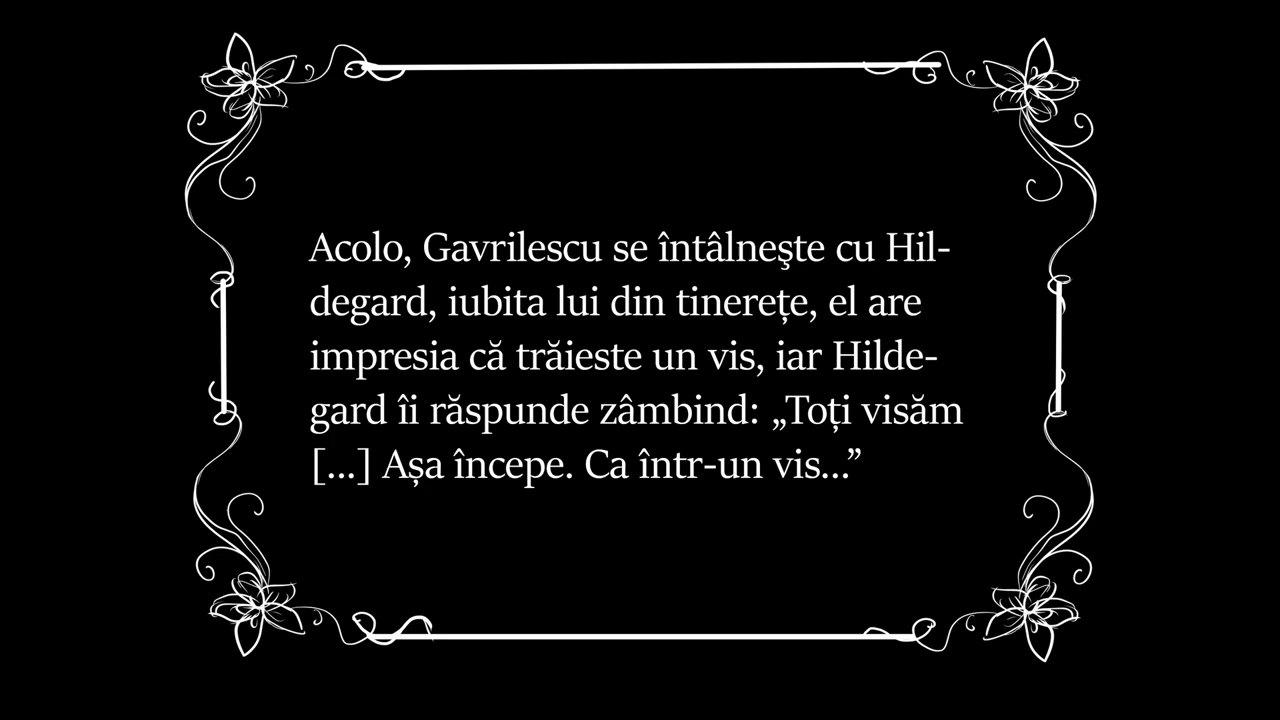 Acolo, Gavrilescu se întâlneşte cu Hil-
degard, iubita lui din tinerețe, el are
impresia că trăieste un vis, iar Hilde-
gard îi răspunde zâmbind: „Toți visăm
[...] Așa începe. Ca într-un vis...”